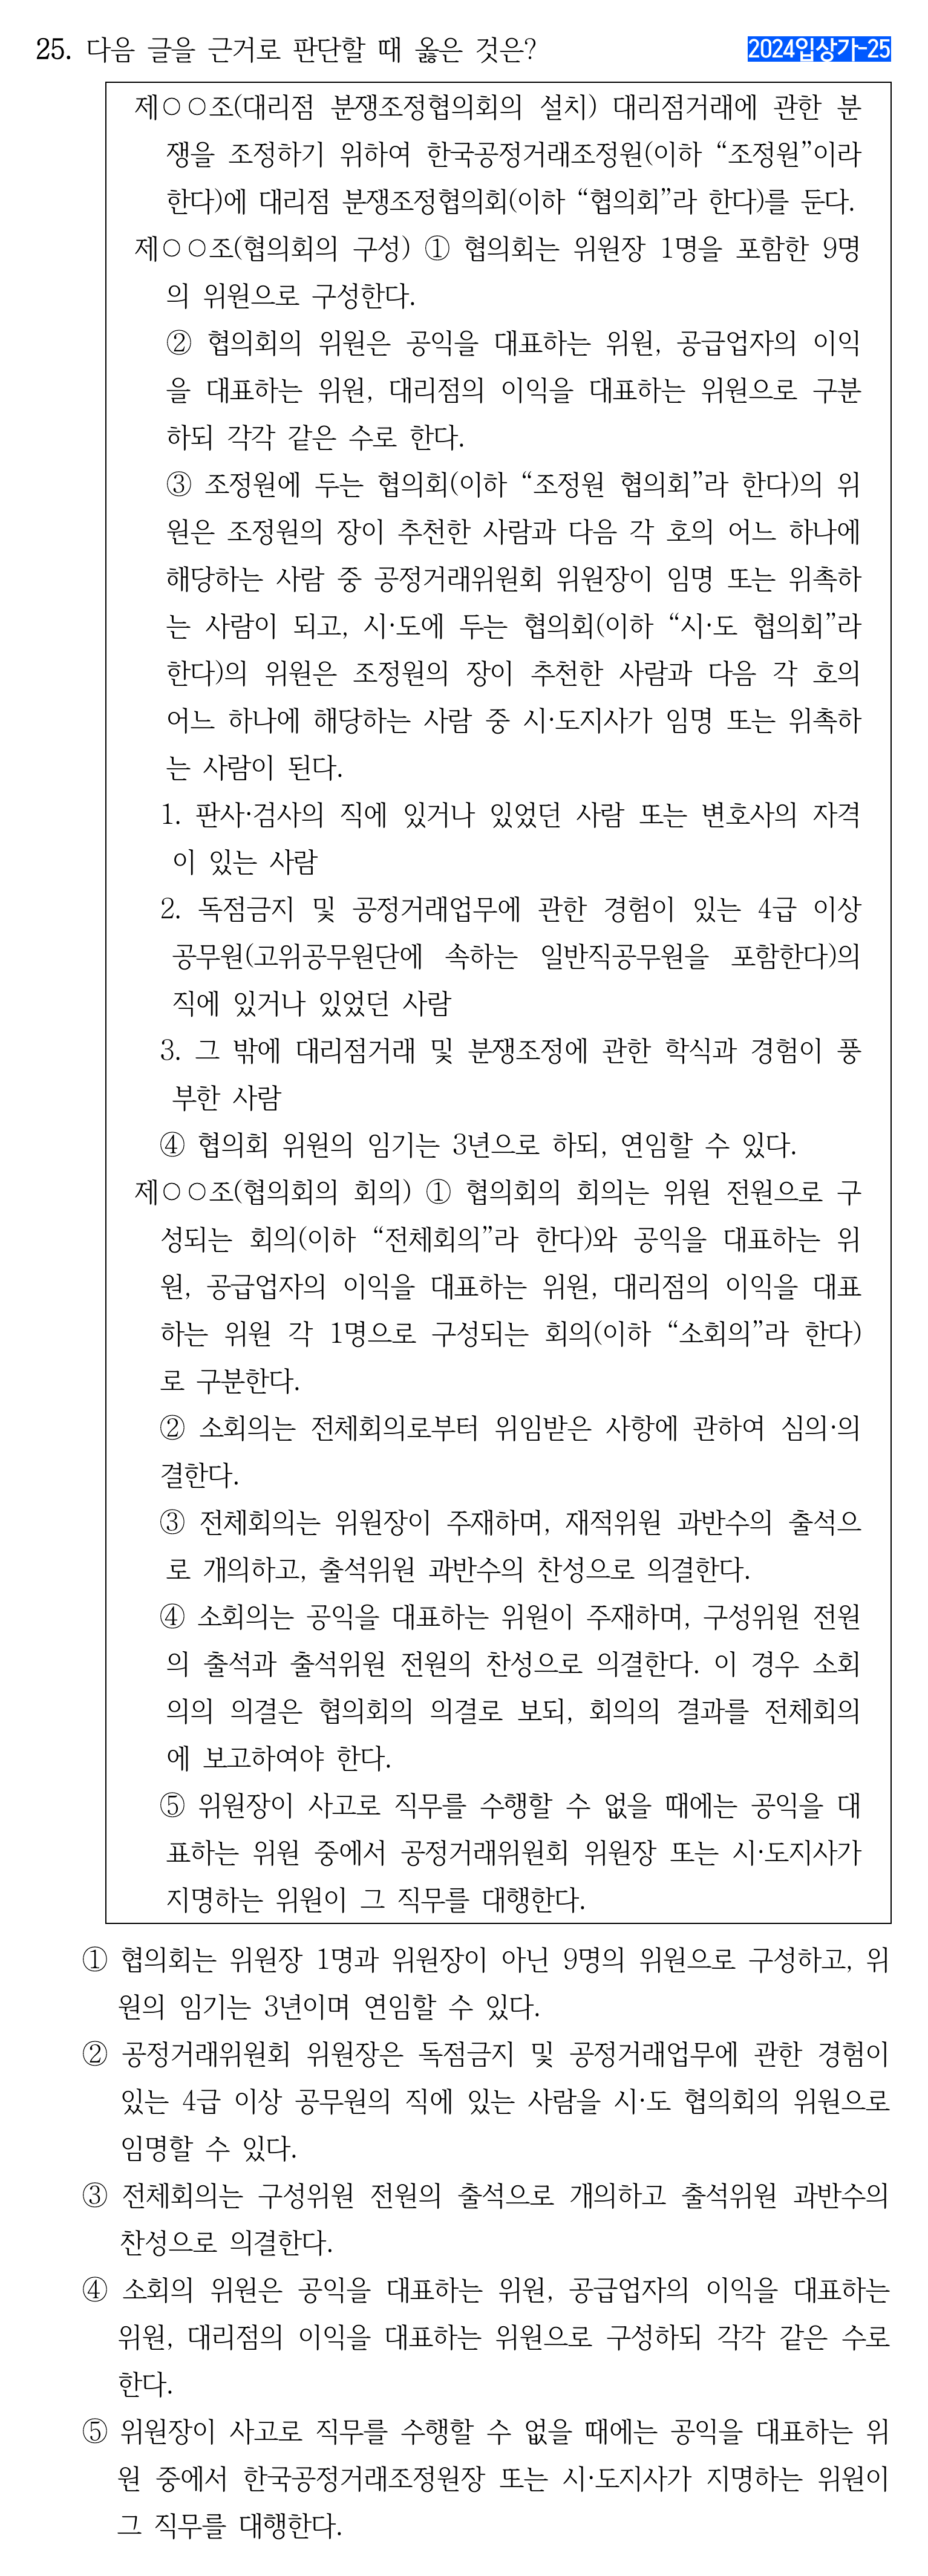 25. 다음 글을 근거로 판단할 때 옳은 것은?
2024입상가-25
제○○조(대리점 분쟁조정협의회의 설치) 대리점거래에 관한 분
쟁을 조정하기 위하여 한국공정거래조정원(이하 “조정원”이라
한다)에 대리점 분쟁조정협의회(이하 “협의회”라 한다)를 둔다.
제○○조(협의회의 구성) ① 협의회는 위원장 1명을 포함한 9명
의 위원으로 구성한다.
② 협의회의 위원은 공익을 대표하는 위원, 공급업자의 이익
을 대표하는 위원, 대리점의 이익을 대표하는 위원으로 구분
하되 각각 같은 수로 한다.
③ 조정원에 두는 협의회(이하 “조정원 협의회”라 한다)의 위
원은 조정원의 장이 추천한 사람과 다음 각 호의 어느 하나에
해당하는 사람 중 공정거래위원회 위원장이 임명 또는 위촉하
는 사람이 되고, 시·도에 두는 협의회(이하 “시·도 협의회”라
한다)의 위원은 조정원의 장이 추천한 사람과 다음 각 호의
어느 하나에 해당하는 사람 중 시·도지사가 임명 또는 위촉하
는 사람이 된다.
1. 판사·검사의 직에 있거나 있었던 사람 또는 변호사의 자격
이 있는 사람
2. 독점금지 및 공정거래업무에 관한 경험이 있는 4급 이상
공무원(고위공무원단에 속하는 일반직공무원을 포함한다)의
직에 있거나 있었던 사람
3. 그 밖에 대리점거래 및 분쟁조정에 관한 학식과 경험이 풍
부한 사람
④ 협의회 위원의 임기는 3년으로 하되, 연임할 수 있다.
제○○조(협의회의 회의) ① 협의회의 회의는 위원 전원으로 구
성되는 회의(이하 “전체회의”라 한다)와 공익을 대표하는 위
원, 공급업자의 이익을 대표하는 위원, 대리점의 이익을 대표
하는 위원 각 1명으로 구성되는 회의(이하 “소회의”라 한다)
로 구분한다.
② 소회의는 전체회의로부터 위임받은 사항에 관하여 심의·의
결한다.
③ 전체회의는 위원장이 주재하며, 재적위원 과반수의 출석으
로 개의하고, 출석위원 과반수의 찬성으로 의결한다.
④ 소회의는 공익을 대표하는 위원이 주재하며, 구성위원 전원
의 출석과 출석위원 전원의 찬성으로 의결한다. 이 경우 소회
의의 의결은 협의회의 의결로 보되, 회의의 결과를 전체회의
에 보고하여야 한다.
⑤ 위원장이 사고로 직무를 수행할 수 없을 때에는 공익을 대
표하는 위원 중에서 공정거래위원회 위원장 또는 시·도지사가
지명하는 위원이 그 직무를 대행한다.
① 협의회는 위원장 1명과 위원장이 아닌 9명의 위원으로 구성하고, 위
원의 임기는 3년이며 연임할 수 있다.
② 공정거래위원회 위원장은 독점금지 및 공정거래업무에 관한 경험이
있는 4급 이상 공무원의 직에 있는 사람을 시·도 협의회의 위원으로
임명할 수 있다.
③ 전체회의는 구성위원 전원의 출석으로 개의하고 출석위원 과반수의
찬성으로 의결한다.
④ 소회의 위원은 공익을 대표하는 위원, 공급업자의 이익을 대표하는
위원, 대리점의 이익을 대표하는 위원으로 구성하되 각각 같은 수로
한다.
⑤ 위원장이 사고로 직무를 수행할 수 없을 때에는 공익을 대표하는 위
원 중에서 한국공정거래조정원장 또는 시·도지사가 지명하는 위원이
그 직무를 대행한다.